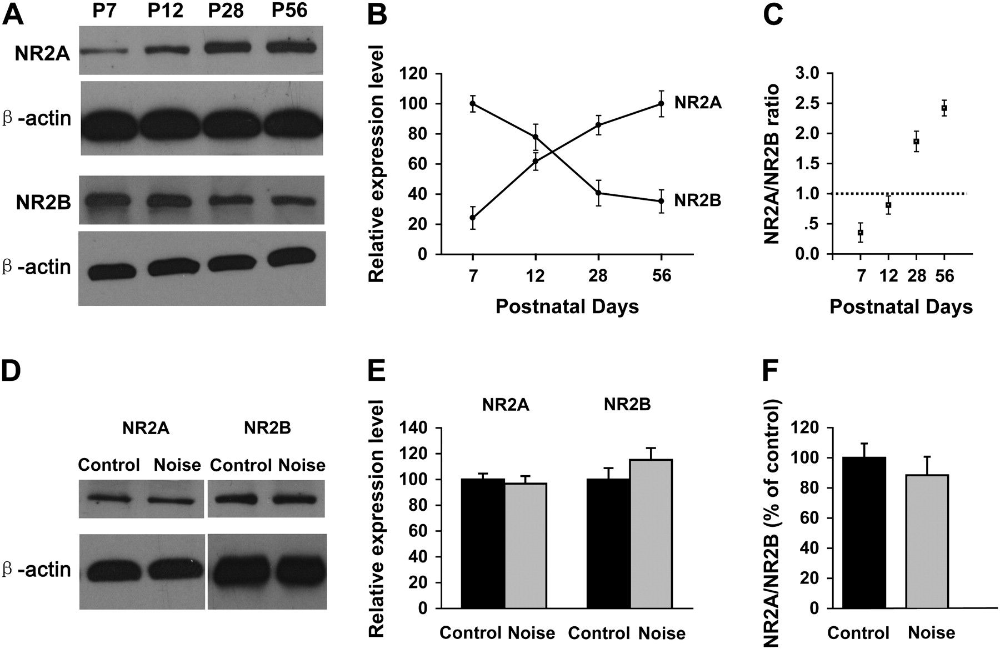 A
P7 P12 P28 P56
NR2A
β-actin
NR2B
β-actin
B
Relative expression level
120
100
80
60
40
20
0
NR2A
NR2B
7 12 28 56
Postnatal Days
C
NR2A/NR2B ratio
3.0
2.5
2.0
1.5
1.0
.5
0.0
7 12 28 56
Postnatal Days
D
NR2A NR2B
Control Noise Control Noise
β-actin
E
Relative expression level
NR2A NR2B
140
120
100
80
60
40
20
0
Control Noise Control Noise
F
NR2A/NR2B (% of control)
120
100
80
60
40
20
0
Control Noise